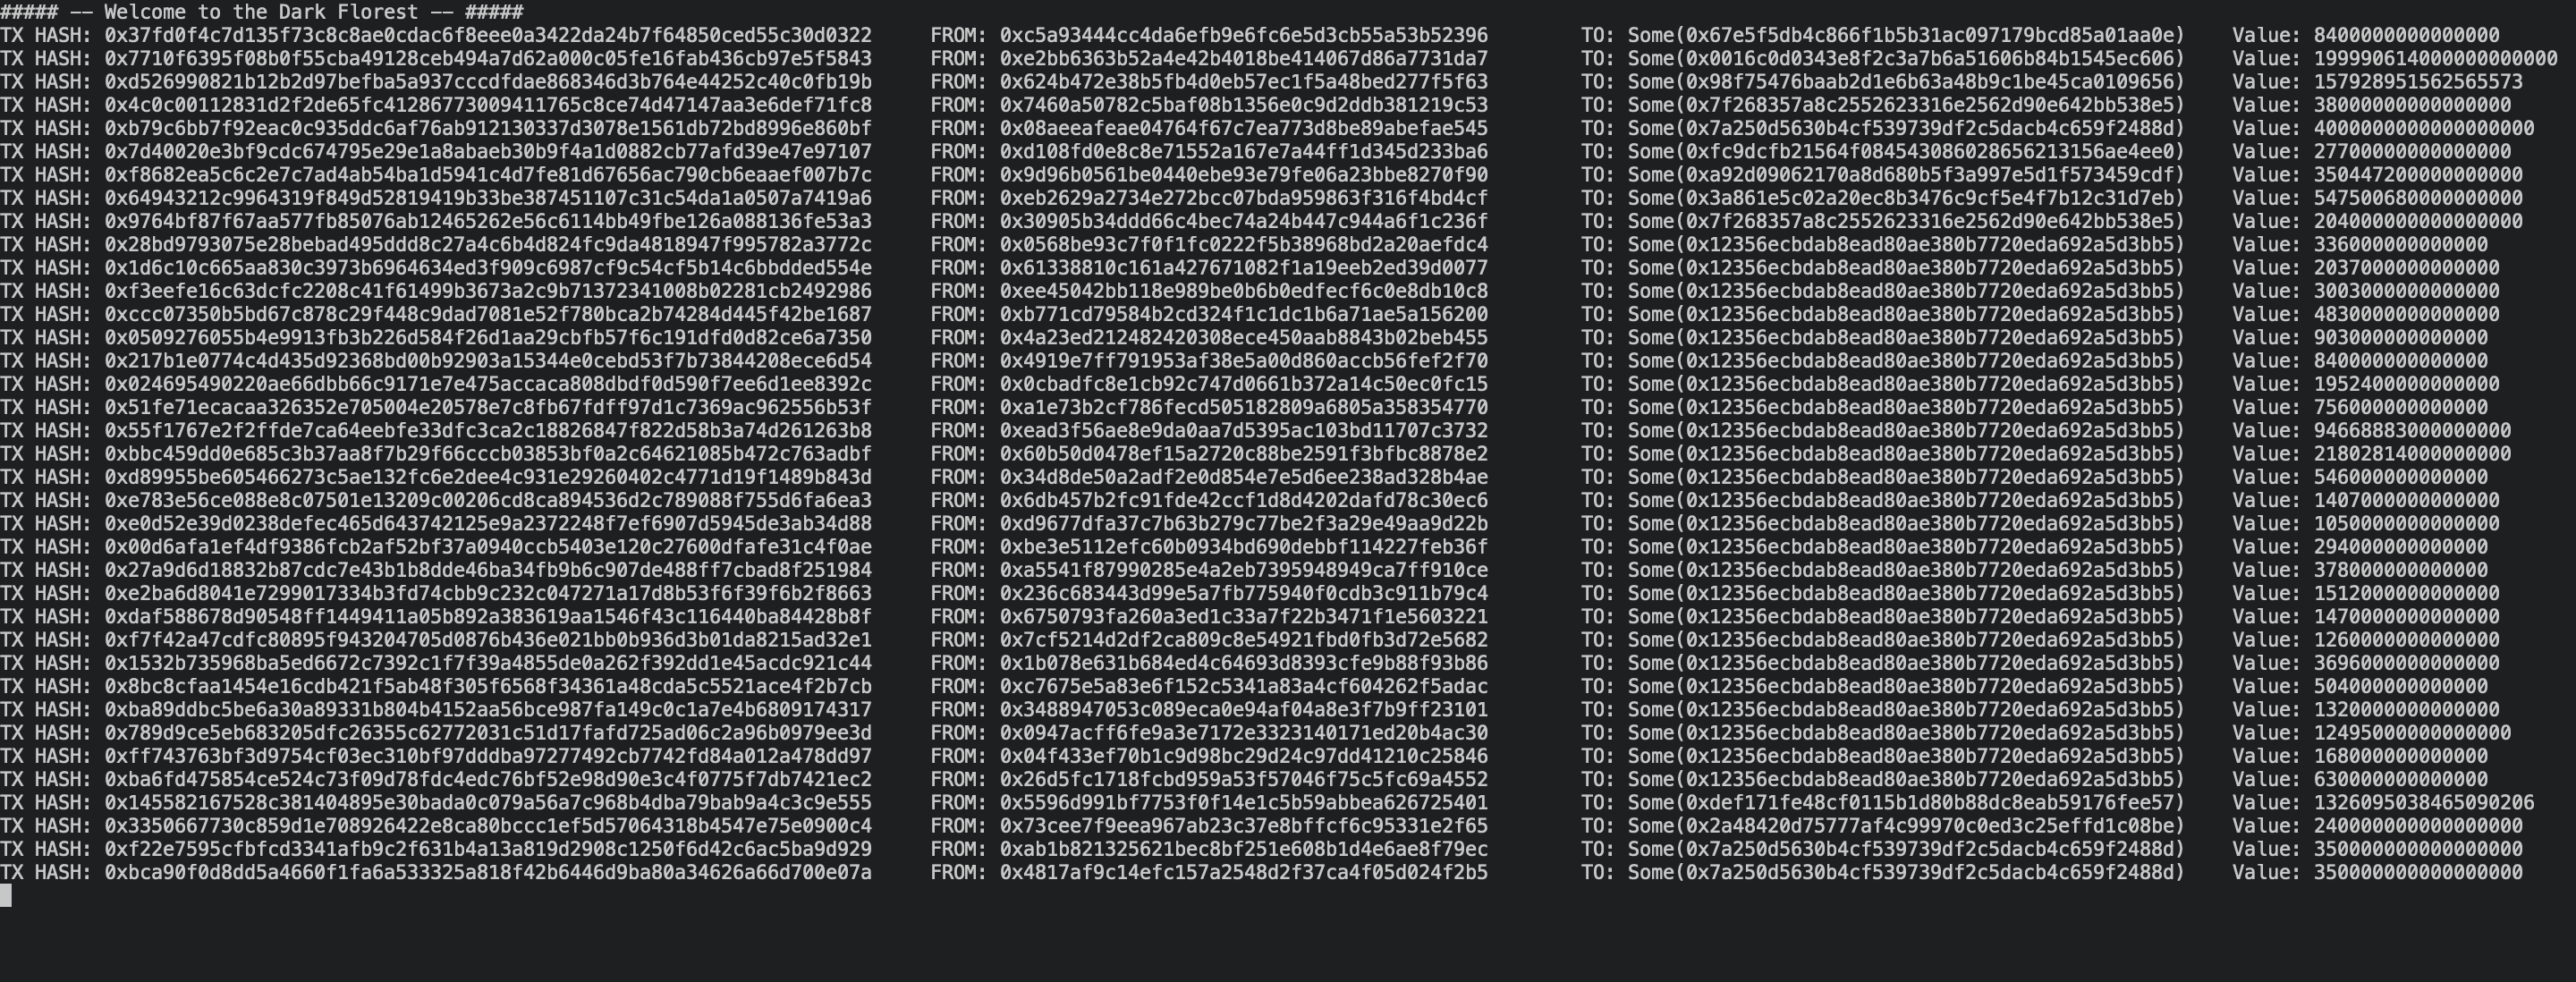 ##### -- Welcome to the Dark Florest -- #####
TX HASH: 0x37fd0f4c7d135f73c8c8ae0cdac6f8eee0a3422da24b7f64850ced55c30d0322     FROM: 0xc5a93444cc4da6efb9e6fc6e5d3cb55a53b52396        TO: Some(0x67e5f5db4c866f1b5b31ac097179bcd85a01aa0e)    Value: 8400000000000000
TX HASH: 0x7710f6395f08b0f55cba49128ceb494a7d62a000c05fe16fab436cb97e5f5843     FROM: 0xe2bb6363b52a4e42b4018be414067d86a7731da7        TO: Some(0x0016c0d0343e8f2c3a7b6a51606b84b1545ec606)    Value: 199990614000000000000
TX HASH: 0xd526990821b12b2d97befba5a937cccdfdae868346d3b764e44252c40c0fb19b     FROM: 0x624b472e38b5fb4d0eb57ec1f5a48bed277f5f63        TO: Some(0x98f75476baab2d1e6b63a48b9c1be45ca0109656)    Value: 157928951562565573
TX HASH: 0x4c0c00112831d2f2de65fc41286773009411765c8ce74d47147aa3e6def71fc8     FROM: 0x7460a50782c5baf08b1356e0c9d2ddb381219c53        TO: Some(0x7f268357a8c2552623316e2562d90e642bb538e5)    Value: 38000000000000000
TX HASH: 0xb79c6bb7f92eac0c935ddc6af76ab912130337d3078e1561db72bd8996e860bf     FROM: 0x08aeeafeae04764f67c7ea773d8be89abefae545        TO: Some(0x7a250d5630b4cf539739df2c5dacb4c659f2488d)    Value: 4000000000000000000
TX HASH: 0x7d40020e3bf9cdc674795e29e1a8abaeb30b9f4a1d0882cb77afd39e47e97107     FROM: 0xd108fd0e8c8e71552a167e7a44ff1d345d233ba6        TO: Some(0xfc9dcfb21564f084543086028656213156ae4ee0)    Value: 27700000000000000
TX HASH: 0xf8682ea5c6c2e7c7ad4ab54ba1d5941c4d7fe81d67656ac790cb6eaaef007b7c     FROM: 0x9d96b0561be0440ebe93e79fe06a23bbe8270f90        TO: Some(0xa92d09062170a8d680b5f3a997e5d1f573459cdf)    Value: 350447200000000000
TX HASH: 0x64943212c9964319f849d52819419b33be387451107c31c54da1a0507a7419a6     FROM: 0xeb2629a2734e272bcc07bda959863f316f4bd4cf        TO: Some(0x3a861e5c02a20ec8b3476c9cf5e4f7b12c31d7eb)    Value: 547500680000000000
TX HASH: 0x9764bf87f67aa577fb85076ab12465262e56c6114bb49fbe126a088136fe53a3     FROM: 0x30905b34ddd66c4bec74a24b447c944a6f1c236f        TO: Some(0x7f268357a8c2552623316e2562d90e642bb538e5)    Value: 204000000000000000
TX HASH: 0x28bd9793075e28bebad495ddd8c27a4c6b4d824fc9da4818947f995782a3772c     FROM: 0x0568be93c7f0f1fc0222f5b38968bd2a20aefdc4        TO: Some(0x12356ecbdab8ead80ae380b7720eda692a5d3bb5)    Value: 336000000000000
TX HASH: 0x1d6c10c665aa830c3973b6964634ed3f909c6987cf9c54cf5b14c6bbdded554e     FROM: 0x61338810c161a427671082f1a19eeb2ed39d0077        TO: Some(0x12356ecbdab8ead80ae380b7720eda692a5d3bb5)    Value: 2037000000000000
TX HASH: 0xf3eefe16c63dcfc2208c41f61499b3673a2c9b71372341008b02281cb2492986     FROM: 0xee45042bb118e989be0b6b0edfecf6c0e8db10c8        TO: Some(0x12356ecbdab8ead80ae380b7720eda692a5d3bb5)    Value: 3003000000000000
TX HASH: 0xccc07350b5bd67c878c29f448c9dad7081e52f780bca2b74284d445f42be1687     FROM: 0xb771cd79584b2cd324f1c1dc1b6a71ae5a156200        TO: Some(0x12356ecbdab8ead80ae380b7720eda692a5d3bb5)    Value: 4830000000000000
TX HASH: 0x0509276055b4e9913fb3b226d584f26d1aa29cbfb57f6c191dfd0d82ce6a7350     FROM: 0x4a23ed212482420308ece450aab8843b02beb455        TO: Some(0x12356ecbdab8ead80ae380b7720eda692a5d3bb5)    Value: 903000000000000
TX HASH: 0x217b1e0774c4d435d92368bd00b92903a15344e0cebd53f7b73844208ece6d54     FROM: 0x4919e7ff791953af38e5a00d860accb56fef2f70        TO: Some(0x12356ecbdab8ead80ae380b7720eda692a5d3bb5)    Value: 840000000000000
TX HASH: 0x024695490220ae66dbb66c9171e7e475accaca808dbdf0d590f7ee6d1ee8392c     FROM: 0x0cbadfc8e1cb92c747d0661b372a14c50ec0fc15        TO: Some(0x12356ecbdab8ead80ae380b7720eda692a5d3bb5)    Value: 1952400000000000
TX HASH: 0x51fe71ecacaa326352e705004e20578e7c8fb67fdff97d1c7369ac962556b53f     FROM: 0xa1e73b2cf786fecd505182809a6805a358354770        TO: Some(0x12356ecbdab8ead80ae380b7720eda692a5d3bb5)    Value: 756000000000000
TX HASH: 0x55f1767e2f2ffde7ca64eebfe33dfc3ca2c18826847f822d58b3a74d261263b8     FROM: 0xead3f56ae8e9da0aa7d5395ac103bd11707c3732        TO: Some(0x12356ecbdab8ead80ae380b7720eda692a5d3bb5)    Value: 94668883000000000
TX HASH: 0xbbc459dd0e685c3b37aa8f7b29f66cccb03853bf0a2c64621085b472c763adbf     FROM: 0x60b50d0478ef15a2720c88be2591f3bfbc8878e2        TO: Some(0x12356ecbdab8ead80ae380b7720eda692a5d3bb5)    Value: 21802814000000000
TX HASH: 0xd89955be605466273c5ae132fc6e2dee4c931e29260402c4771d19f1489b843d     FROM: 0x34d8de50a2adf2e0d854e7e5d6ee238ad328b4ae        TO: Some(0x12356ecbdab8ead80ae380b7720eda692a5d3bb5)    Value: 546000000000000
TX HASH: 0xe783e56ce088e8c07501e13209c00206cd8ca894536d2c789088f755d6fa6ea3     FROM: 0x6db457b2fc91fde42ccf1d8d4202dafd78c30ec6        TO: Some(0x12356ecbdab8ead80ae380b7720eda692a5d3bb5)    Value: 1407000000000000
TX HASH: 0xe0d52e39d0238defec465d643742125e9a2372248f7ef6907d5945de3ab34d88     FROM: 0xd9677dfa37c7b63b279c77be2f3a29e49aa9d22b        TO: Some(0x12356ecbdab8ead80ae380b7720eda692a5d3bb5)    Value: 1050000000000000
TX HASH: 0x00d6afa1ef4df9386fcb2af52bf37a0940ccb5403e120c27600dfafe31c4f0ae     FROM: 0xbe3e5112efc60b0934bd690debbf114227feb36f        TO: Some(0x12356ecbdab8ead80ae380b7720eda692a5d3bb5)    Value: 294000000000000
TX HASH: 0x27a9d6d18832b87cdc7e43b1b8dde46ba34fb9b6c907de488ff7cbad8f251984     FROM: 0xa5541f87990285e4a2eb7395948949ca7ff910ce        TO: Some(0x12356ecbdab8ead80ae380b7720eda692a5d3bb5)    Value: 378000000000000
TX HASH: 0xe2ba6d8041e7299017334b3fd74cbb9c232c047271a17d8b53f6f39f6b2f8663     FROM: 0x236c683443d99e5a7fb775940f0cdb3c911b79c4        TO: Some(0x12356ecbdab8ead80ae380b7720eda692a5d3bb5)    Value: 1512000000000000
TX HASH: 0xdaf588678d90548ff1449411a05b892a383619aa1546f43c116440ba84428b8f     FROM: 0x6750793fa260a3ed1c33a7f22b3471f1e5603221        TO: Some(0x12356ecbdab8ead80ae380b7720eda692a5d3bb5)    Value: 1470000000000000
TX HASH: 0xf7f42a47cdfc80895f943204705d0876b436e021bb0b936d3b01da8215ad32e1     FROM: 0x7cf5214d2df2ca809c8e54921fbd0fb3d72e5682        TO: Some(0x12356ecbdab8ead80ae380b7720eda692a5d3bb5)    Value: 1260000000000000
TX HASH: 0x1532b735968ba5ed6672c7392c1f7f39a4855de0a262f392dd1e45acdc921c44     FROM: 0x1b078e631b684ed4c64693d8393cfe9b88f93b86        TO: Some(0x12356ecbdab8ead80ae380b7720eda692a5d3bb5)    Value: 3696000000000000
TX HASH: 0x8bc8cfaa1454e16cdb421f5ab48f305f6568f34361a48cda5c5521ace4f2b7cb     FROM: 0xc7675e5a83e6f152c5341a83a4cf604262f5adac        TO: Some(0x12356ecbdab8ead80ae380b7720eda692a5d3bb5)    Value: 504000000000000
TX HASH: 0xba89ddbc5be6a30a89331b804b4152aa56bce987fa149c0c1a7e4b6809174317     FROM: 0x3488947053c089eca0e94af04a8e3f7b9ff23101        TO: Some(0x12356ecbdab8ead80ae380b7720eda692a5d3bb5)    Value: 1320000000000000
TX HASH: 0x789d9ce5eb683205dfc26355c62772031c51d17fafd725ad06c2a96b0979ee3d     FROM: 0x0947acff6fe9a3e7172e3323140171ed20b4ac30        TO: Some(0x12356ecbdab8ead80ae380b7720eda692a5d3bb5)    Value: 12495000000000000
TX HASH: 0xff743763bf3d9754cf03ec310bf97dddba97277492cb7742fd84a012a478dd97     FROM: 0x04f433ef70b1c9d98bc29d24c97dd41210c25846        TO: Some(0x12356ecbdab8ead80ae380b7720eda692a5d3bb5)    Value: 168000000000000
TX HASH: 0xba6fd475854ce524c73f09d78fdc4edc76bf52e98d90e3c4f0775f7db7421ec2     FROM: 0x26d5fc1718fcbd959a53f57046f75c5fc69a4552        TO: Some(0x12356ecbdab8ead80ae380b7720eda692a5d3bb5)    Value: 630000000000000
TX HASH: 0x145582167528c381404895e30bada0c079a56a7c968b4dba79bab9a4c3c9e555     FROM: 0x5596d991bf7753f0f14e1c5b59abbea626725401        TO: Some(0xdef171fe48cf0115b1d80b88dc8eab59176fee57)    Value: 1326095038465090206
TX HASH: 0x3350667730c859d1e708926422e8ca80bccc1ef5d57064318b4547e75e0900c4     FROM: 0x73cee7f9eea967ab23c37e8bffcf6c95331e2f65        TO: Some(0x2a48420d75777af4c99970c0ed3c25effd1c08be)    Value: 240000000000000000
TX HASH: 0xf22e7595cfbfcd3341afb9c2f631b4a13a819d2908c1250f6d42c6ac5ba9d929     FROM: 0xab1b821325621bec8bf251e608b1d4e6ae8f79ec        TO: Some(0x7a250d5630b4cf539739df2c5dacb4c659f2488d)    Value: 350000000000000000
TX HASH: 0xbca90f0d8dd5a4660f1fa6a533325a818f42b6446d9ba80a34626a66d700e07a     FROM: 0x4817af9c14efc157a2548d2f37ca4f05d024f2b5        TO: Some(0x7a250d5630b4cf539739df2c5dacb4c659f2488d)    Value: 350000000000000000